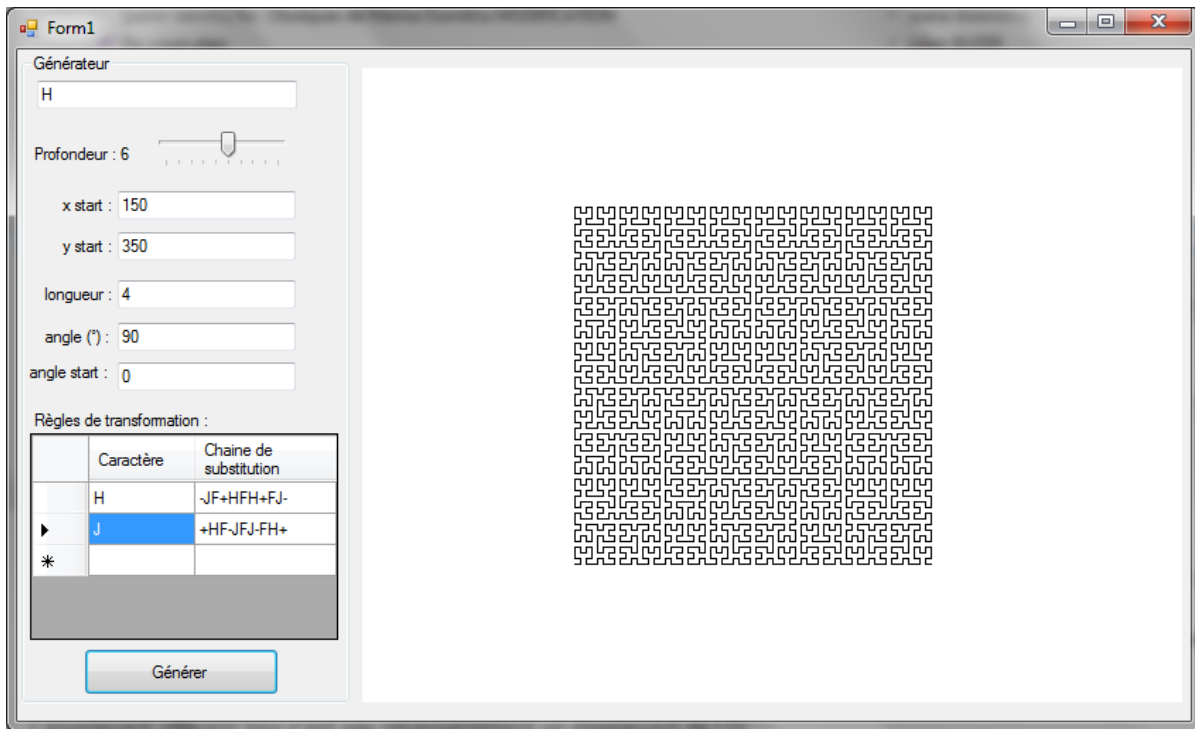 Form1
Générateur
H
Profondeur : 6
x start : 150
y start : 350
longueur : 4
angle (°) : 90
angle start : 0
Règles de transformation :
Caractère
Chaine de
substitution
H -JF+HFH+FJ-
J +HF-JFJ-FH+
Générer